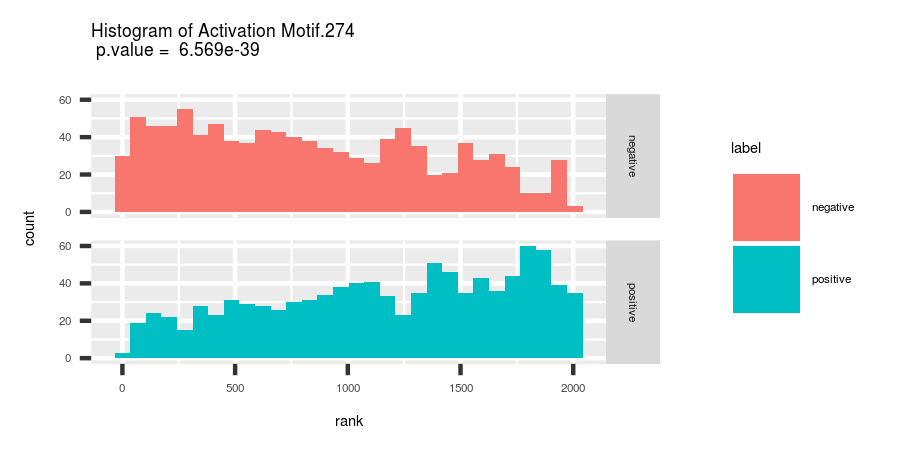 Histogram of Activation Motif.274
p.value = 6.569e-39
count
60
40
20
0
negative
60
40
20
0
positive
0 500 1000 1500 2000
rank
label
negative
positive